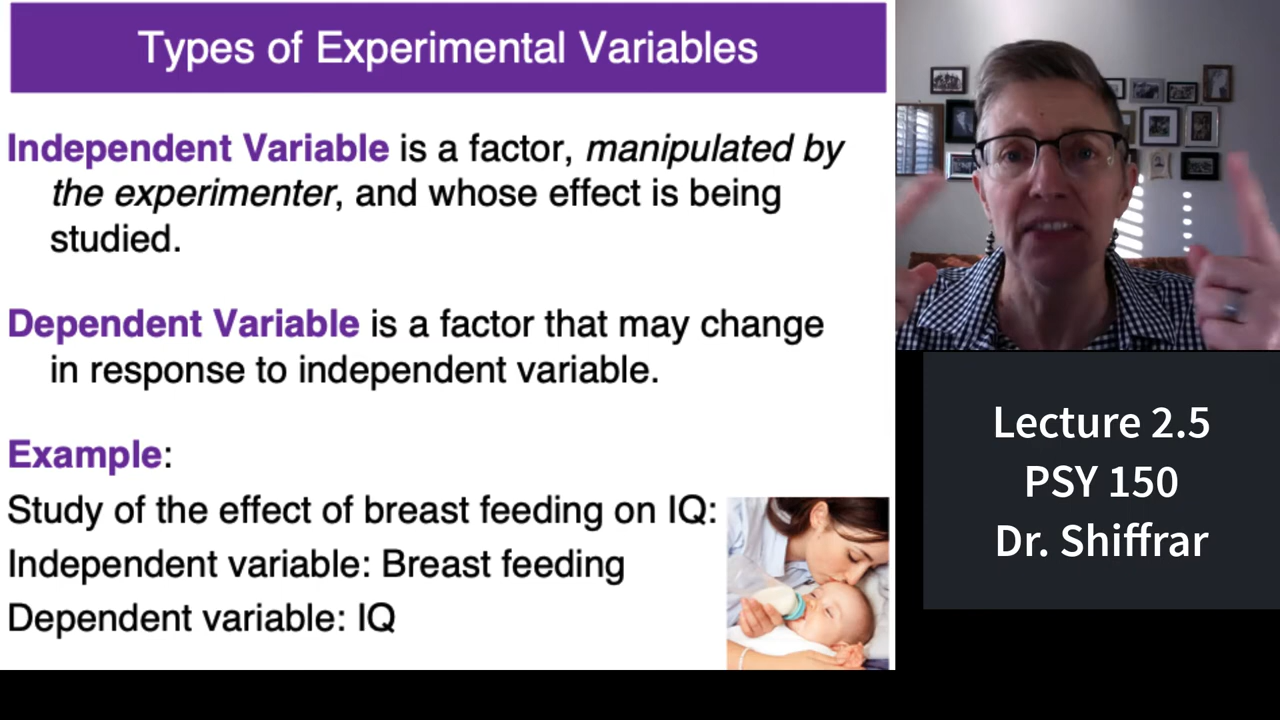 Types of Experimental Variables
Independent Variable is a factor, manipulated by
the experimenter, and whose effect is being
studied.
Dependent Variable is a factor that may change
in response to independent variable.
Example:
Study of the effect of breast feeding on IQ:
Independent variable: Breast feeding
Dependent variable: IQ
Lecture 2.5
PSY 150
Dr. Shiffrar